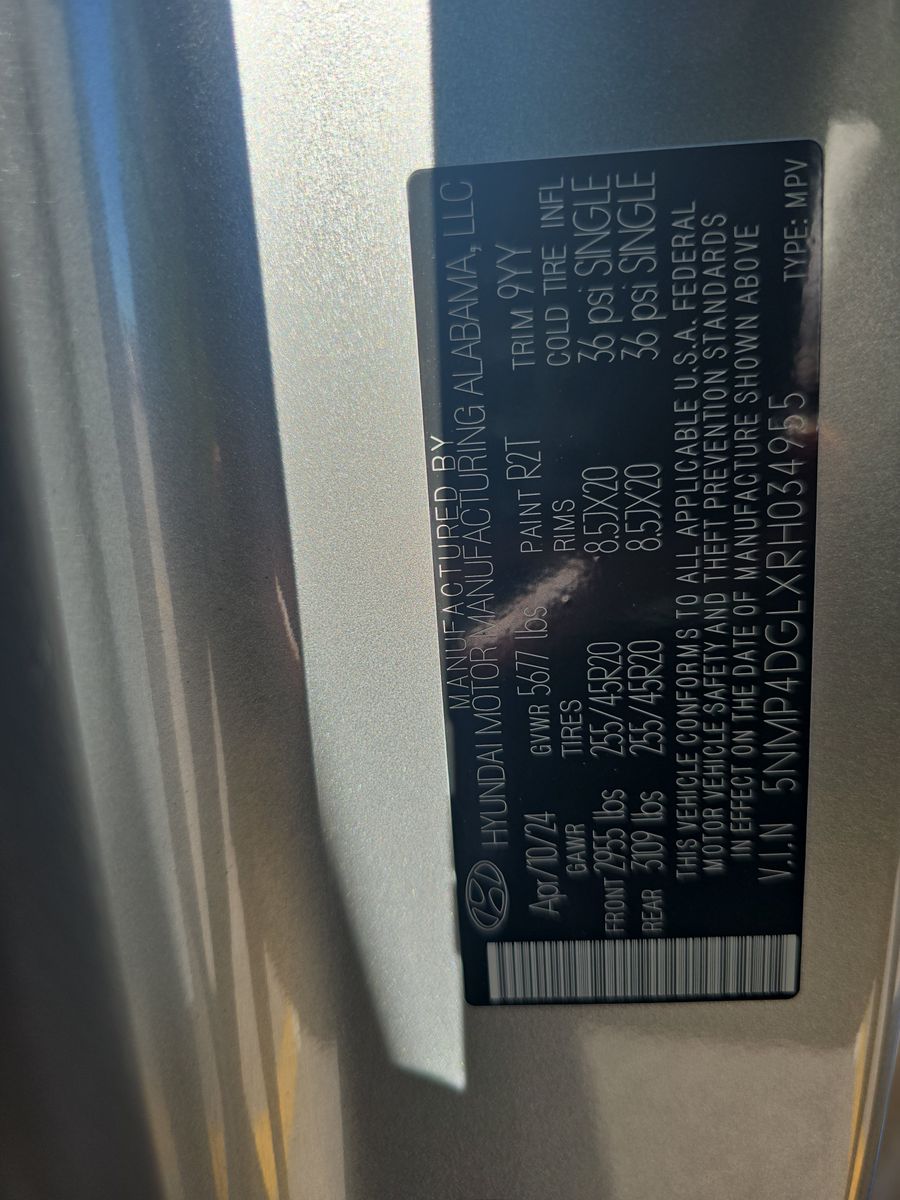 MANUFACTURED BY
HYUNDAI MOTOR MANUFACTURING ALABAMA, LLC
Apr/10/24 GVWR 5677 lbs PAINT R2T TRIM 9YY
GAWR TIRES RIMS COLD TIRE INFL
FRONT 2955 lbs 255/45R20 8.5JX20 36 psi SINGLE
REAR 3109 lbs 255/45R20 8.5JX20 36 psi SINGLE
THIS VEHICLE CONFORMS TO ALL APPLICABLE U.S.A. FEDERAL
MOTOR VEHICLE SAFETY AND THEFT PREVENTION STANDARDS
IN EFFECT ON THE DATE OF MANUFACTURE SHOWN ABOVE
V.I.N 5NMP4DGLXRH034955 TYPE: MPV